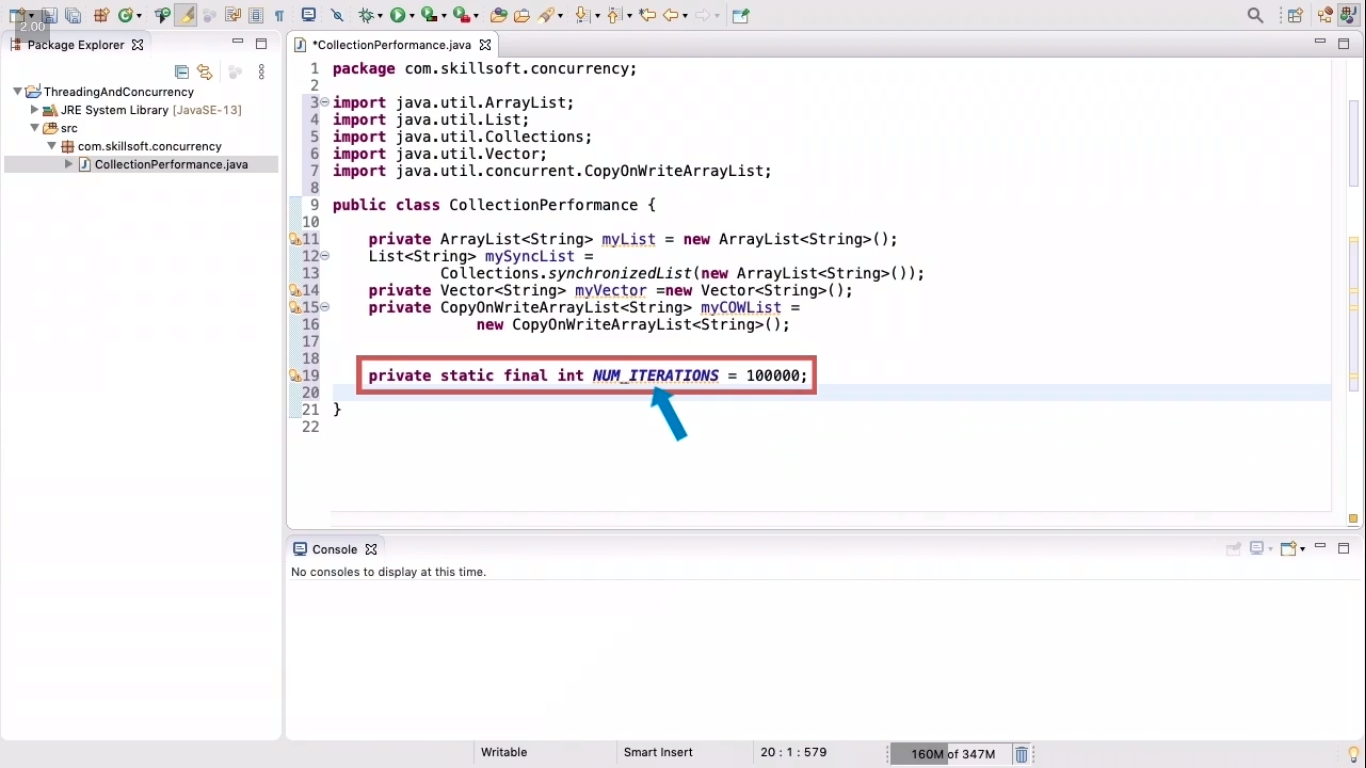 2.00
Package Explorer
ThreadingAndConcurrency
JRE System Library [JavaSE-13]
src
com.skillsoft.concurrency
CollectionPerformance.java
*CollectionPerformance.java
1 package com.skillsoft.concurrency;
2
3 import java.util.ArrayList;
4 import java.util.List;
5 import java.util.Collections;
6 import java.util.Vector;
7 import java.util.concurrent.CopyOnWriteArrayList;
8
9 public class CollectionPerformance {
10
11 private ArrayList<String> myList = new ArrayList<String>();
12 List<String> mySyncList =
13 Collections.synchronizedList(new ArrayList<String>());
14 private Vector<String> myVector =new Vector<String>();
15 private CopyOnWriteArrayList<String> myCOWList =
16 new CopyOnWriteArrayList<String>();
17
18
19 private static final int NUM_ITERATIONS = 100000;
20
21 }
22
Console
No consoles to display at this time.
Writable Smart Insert 20 : 1 : 579 160M of 347M